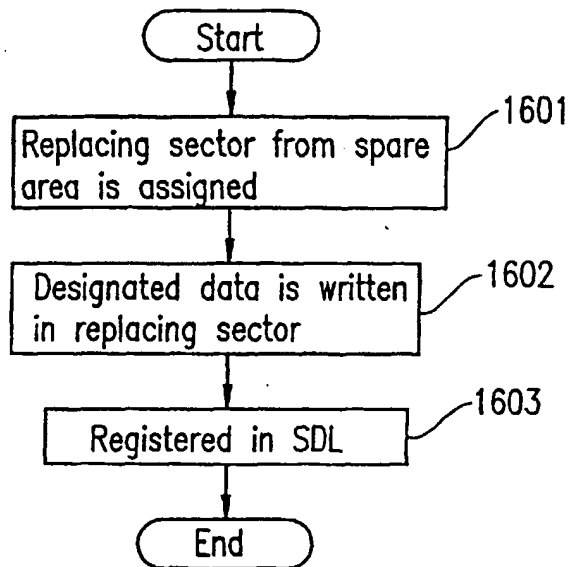 Start
1601
Replacing sector from spare
area is assigned
1602
Designated data is written
in replacing sector
1603
Registered in SDL
End